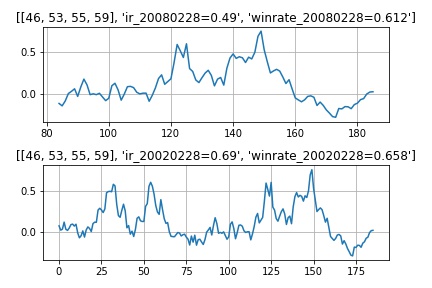 [[46, 53, 55, 59], 'ir_20080228=0.49', 'winrate_20080228=0.612']
0.5
0.0
80 100 120 140 160 180
[[46, 53, 55, 59], 'ir_20020228=0.69', 'winrate_20020228=0.658']
0.5
0.0
0 25 50 75 100 125 150 175